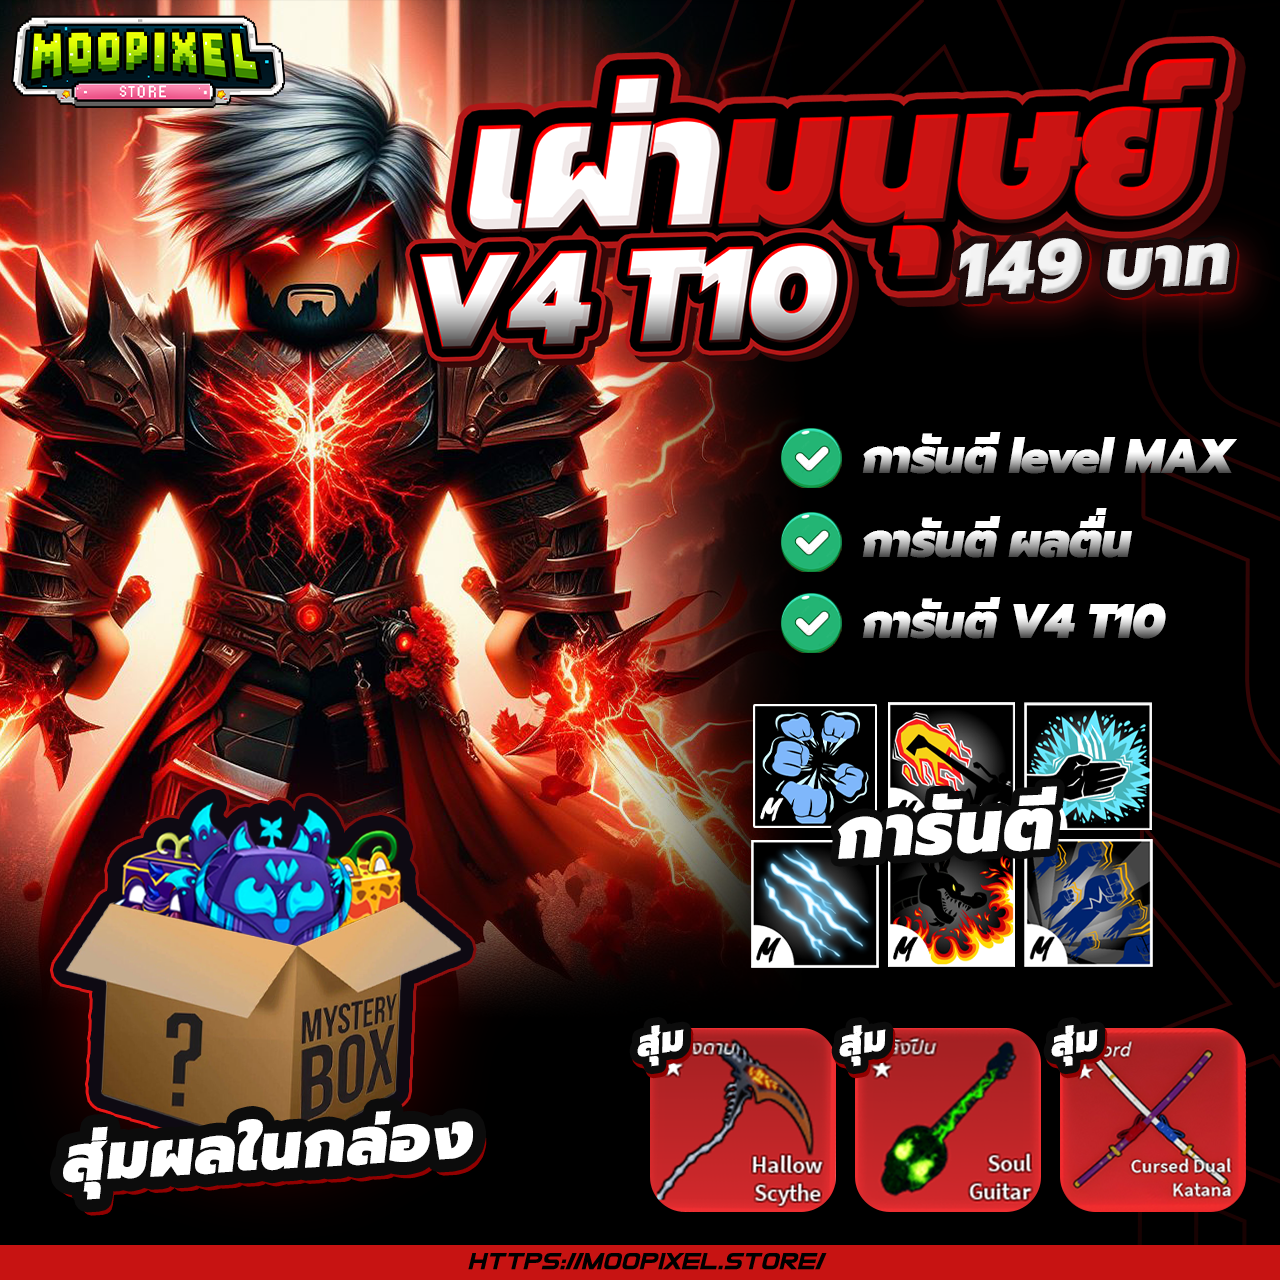 MOOPIXEL
STORE
เผ่ามนุษย์
V4 T10
149 บาท
การันตี level MAX
การันตี ผลตื่น
การันตี V4 T10
M
M
การันตี
M
M
M
?
MYSTERY
BOX
สุ่มผลในกล่อง
สุ่ม
Hallow
Scythe
สุ่ม
Soul
Guitar
สุ่ม
Cursed Dual
Katana
HTTPS://MOOPIXEL.STORE/